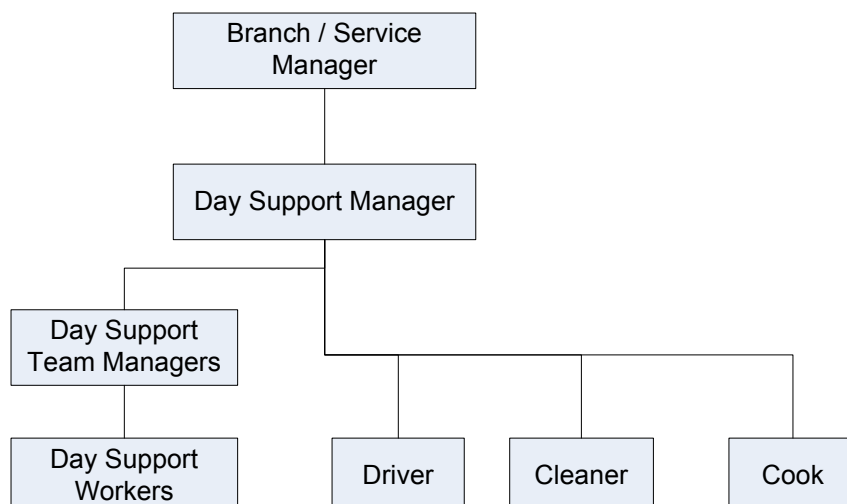 Branch / Service
Manager
Day Support Manager
Day Support
Team Managers
Day Support
Workers
Driver
Cleaner
Cook